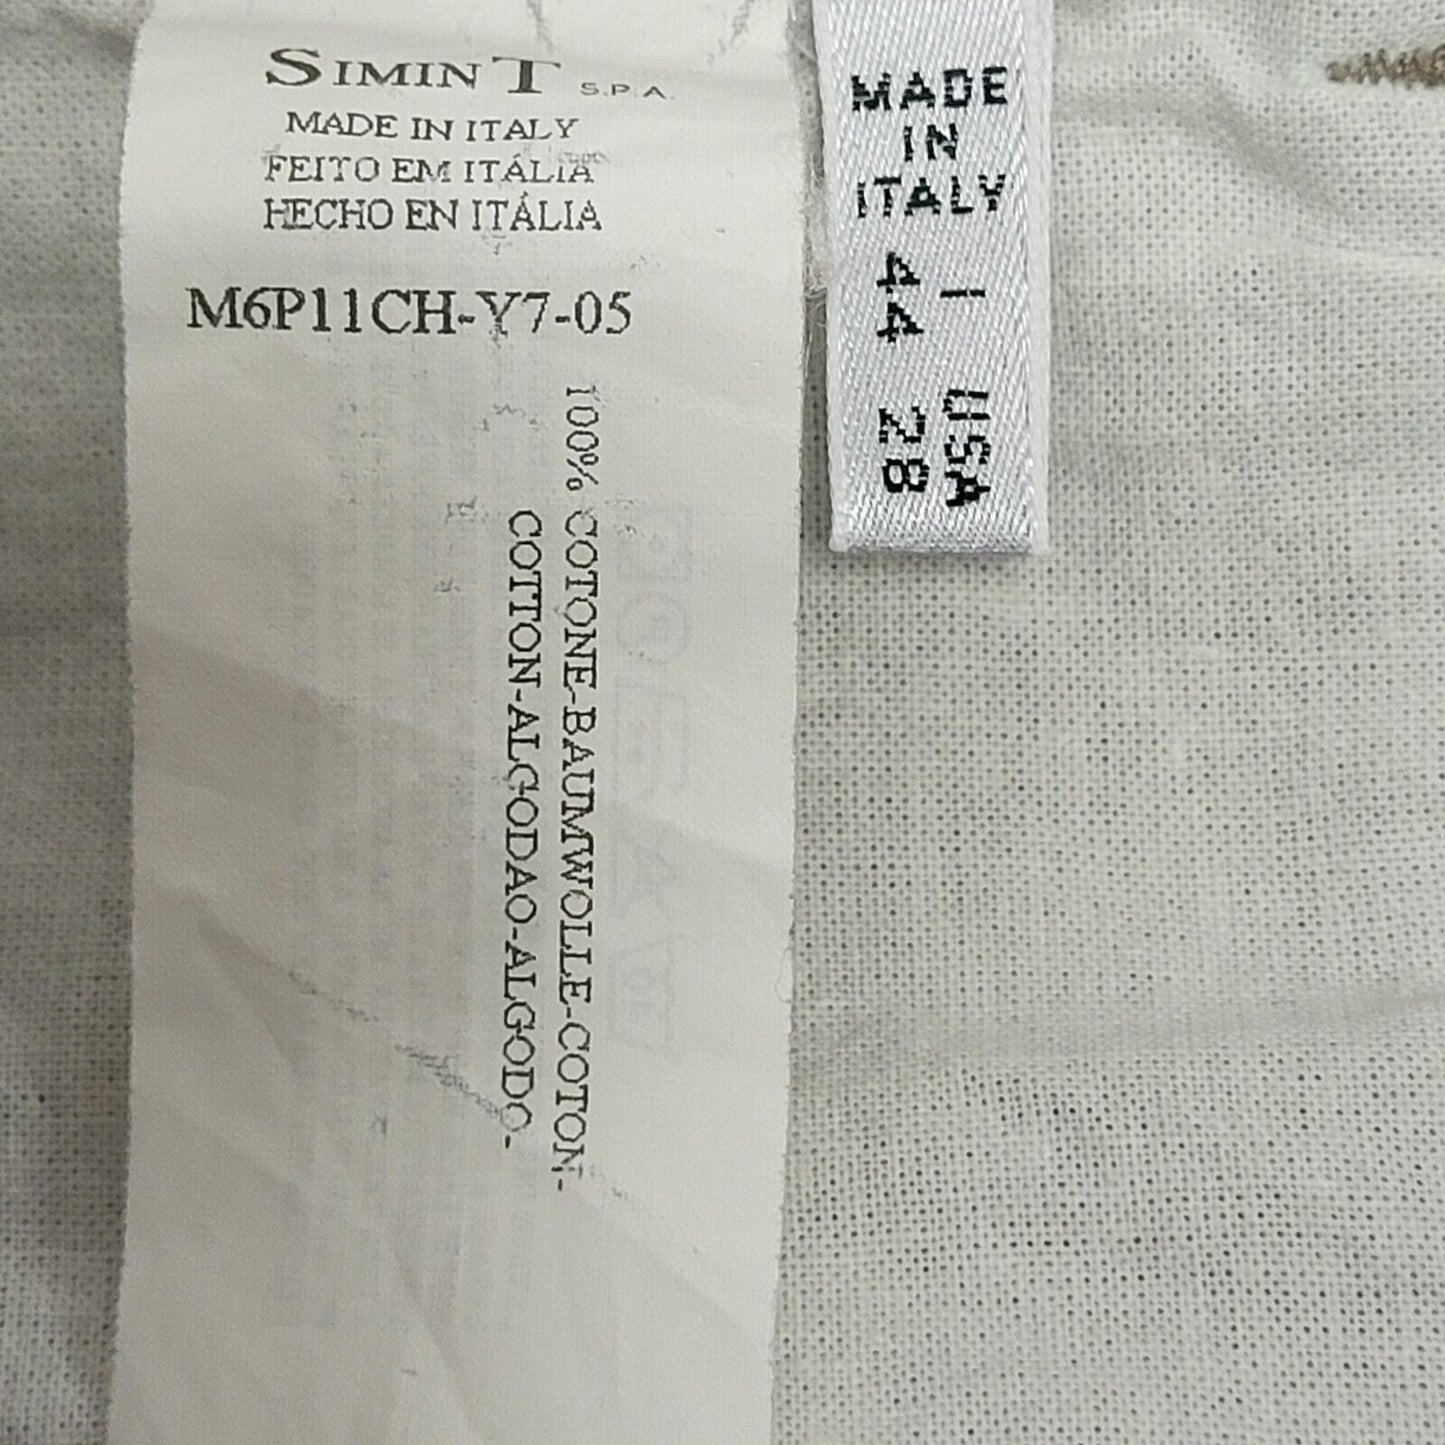 SIMINT S.P.A.
MADE IN ITALY
FEITO EM ITÁLIA
HECHO EN ITÁLIA
M6P11CH-Y7-05
100% COTONE-BAUMWOLLE-COTON-
COTTON-ALGODAO-ALGODO-
MADE
IN
ITALY
I USA
44 28